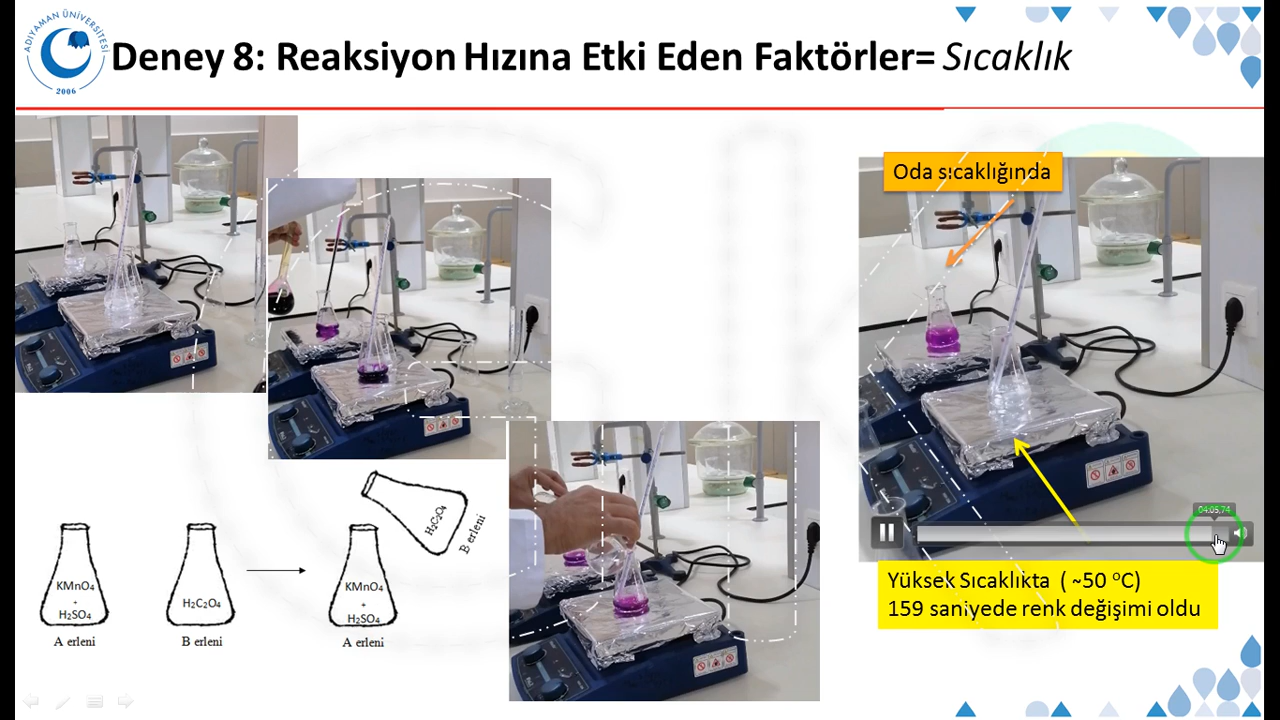 ADIYAMAN ÜNİVERSİTESİ
2006
Deney 8: Reaksiyon Hızına Etki Eden Faktörler= Sıcaklık
Oda sıcaklığında
04:05,74
Yüksek Sıcaklıkta ( ~50 °C)
159 saniyede renk değişimi oldu
KMnO₄
+
H₂SO₄
A erleni
H₂C₂O₄
B erleni
KMnO₄
+
H₂SO₄
A erleni
H₂C₂O₄
B erleni